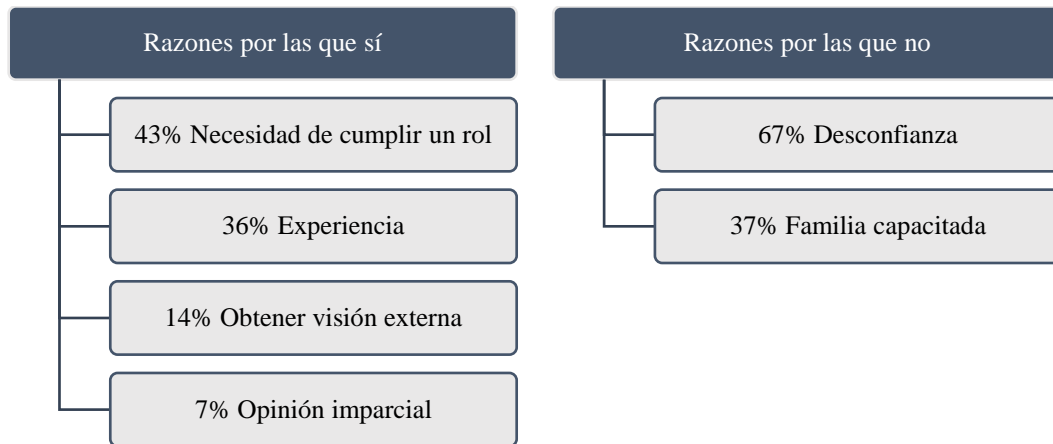 Razones por las que sí
43% Necesidad de cumplir un rol
36% Experiencia
14% Obtener visión externa
7% Opinión imparcial
Razones por las que no
67% Desconfianza
37% Familia capacitada